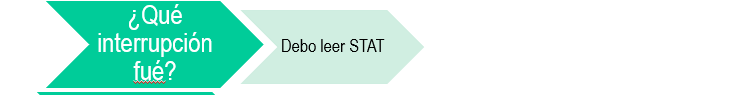 ¿Qué
interrupción
fué?
Debo leer STAT